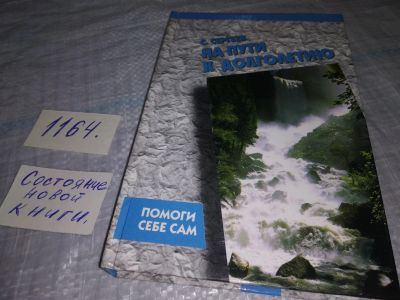 НА ПУТИ
К ДОЛГОЛЕТИЮ
1164.
Состояние
новой
книги.
ПОМОГИ
СЕБЕ САМ